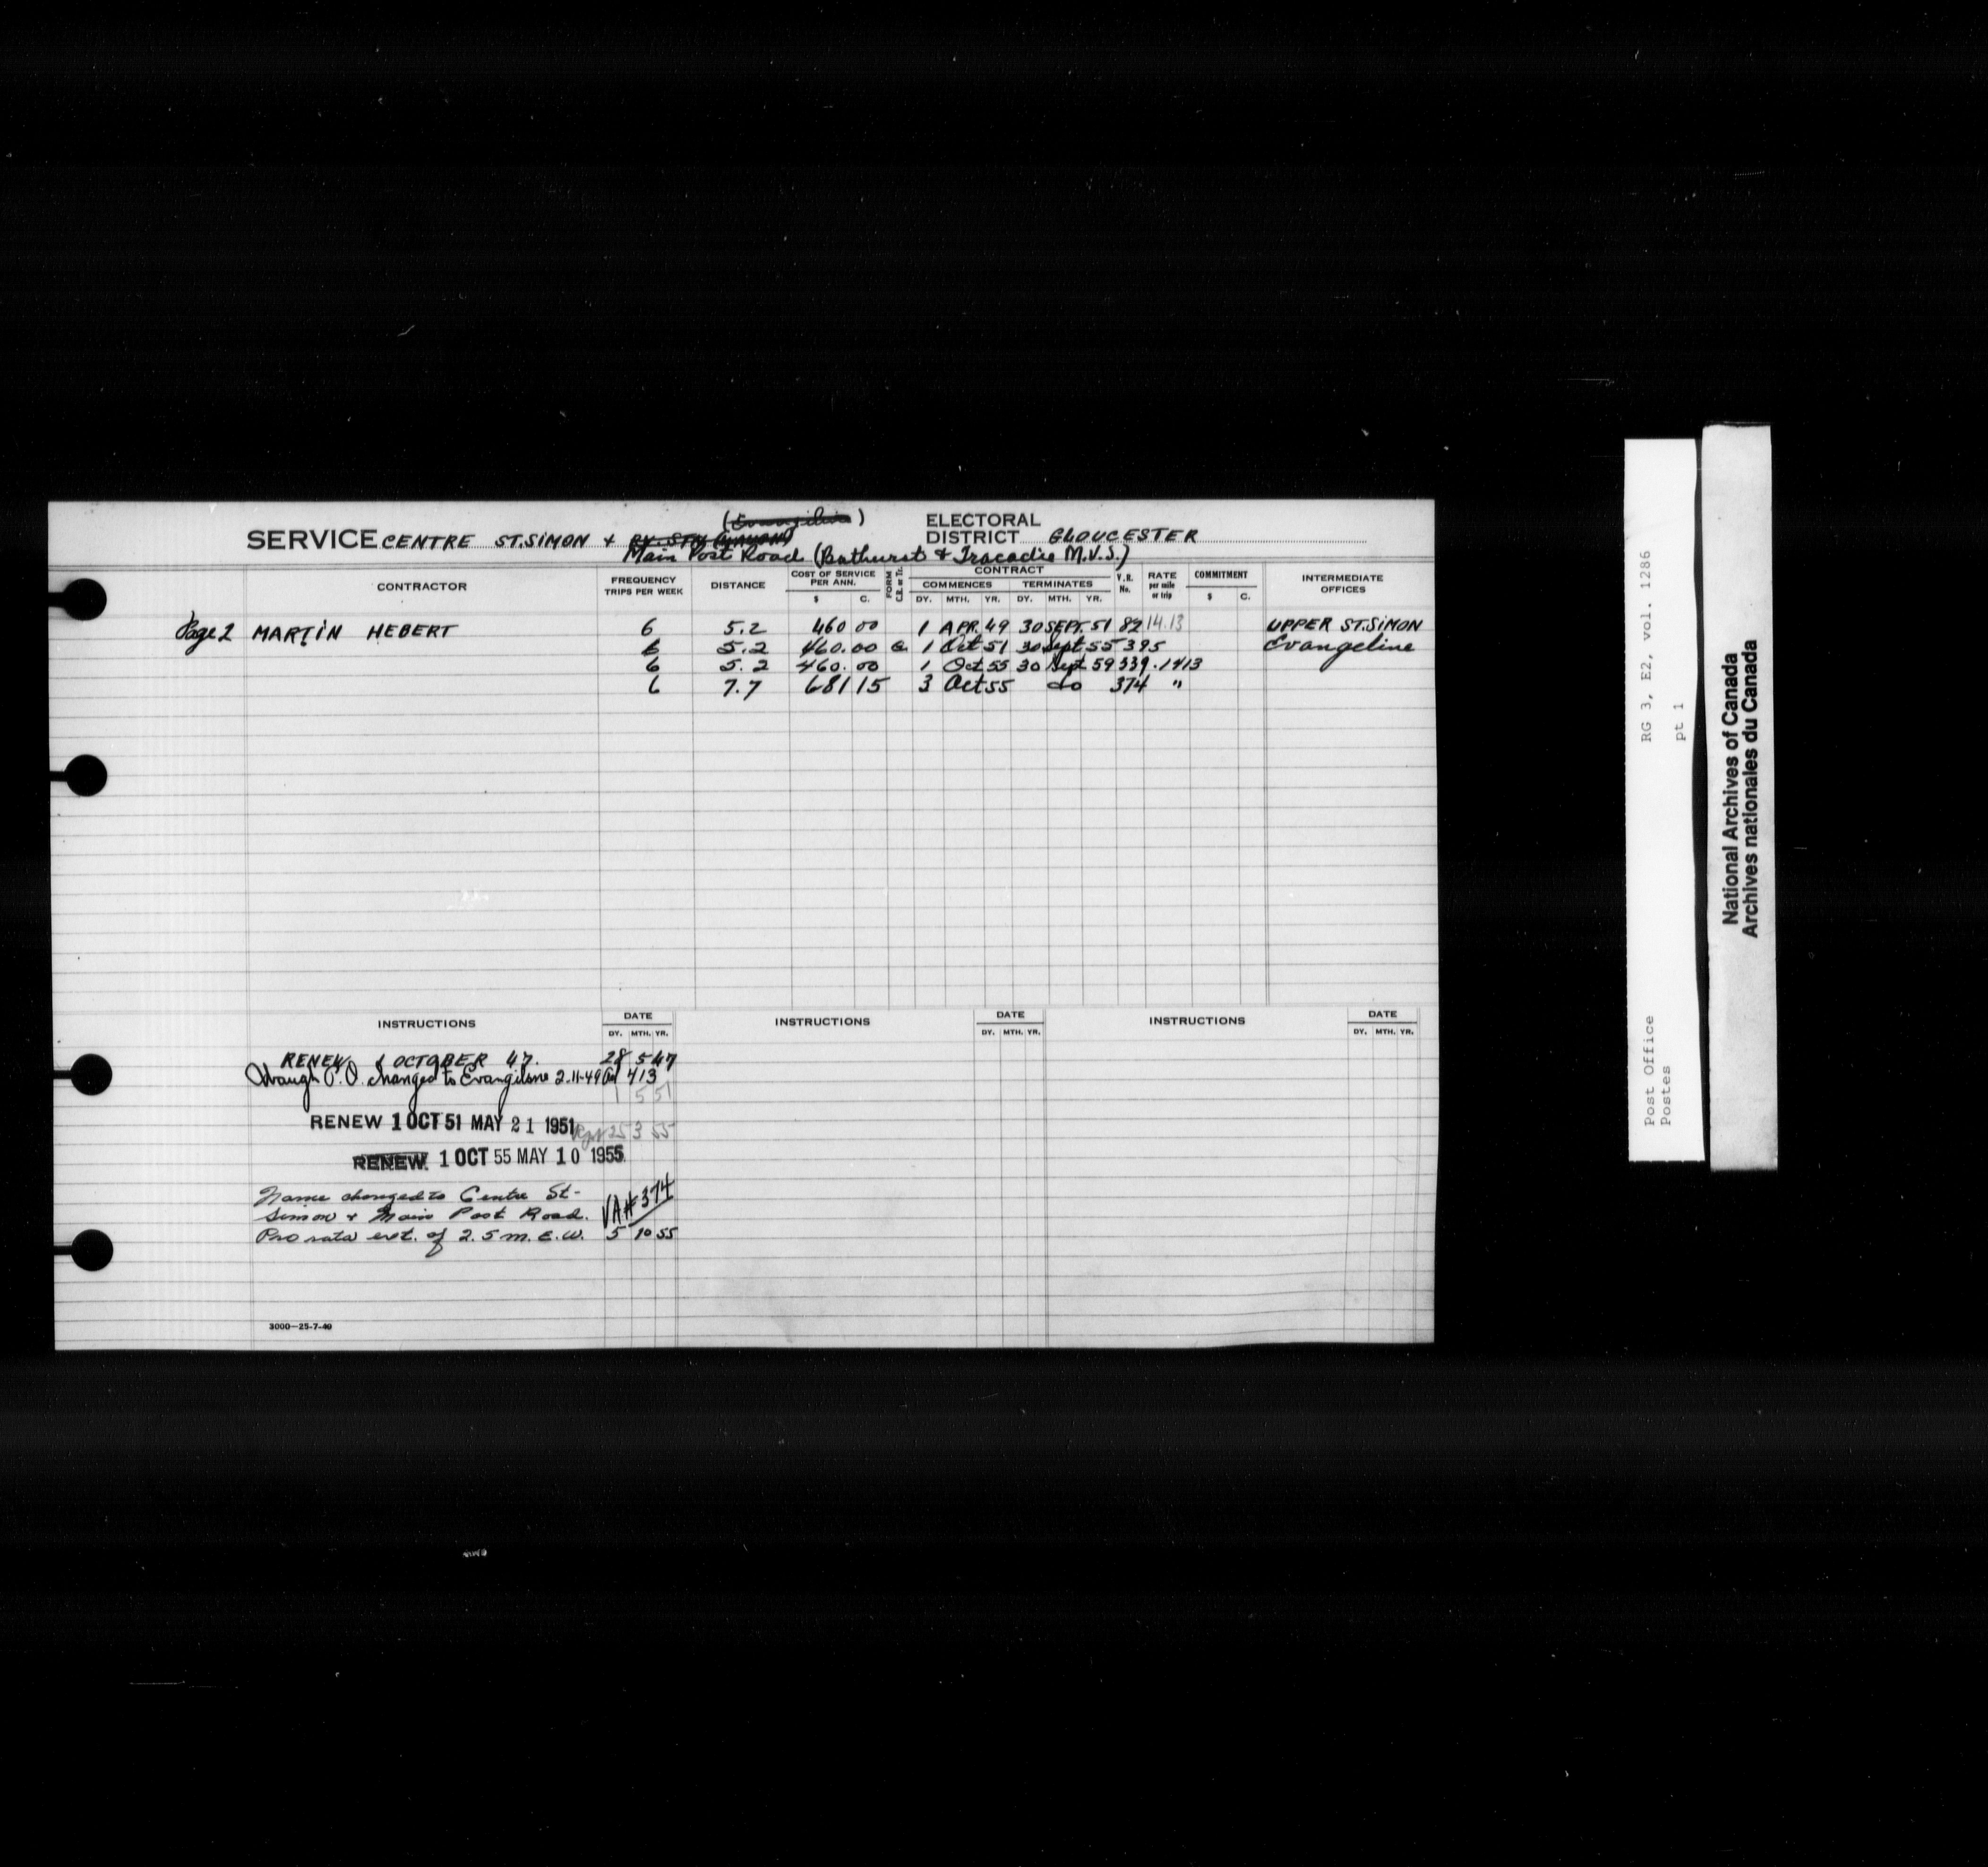 (Evangeline)
SERVICE CENTRE ST. SIMON &
ELECTORAL DISTRICT GLOUCESTER
Main Post Road (Bathurst & Tracadie M.V.S.)
CONTRACTOR FREQUENCY TRIPS PER WEEK DISTANCE COST OF SERVICE PER ANN. $ C. FORM C.R. or Tr. CONTRACT COMMENCES DY. MTH. YR. TERMINATES DY. MTH. YR. V.R. No. RATE per mile or trip COMMITMENT $ C. INTERMEDIATE OFFICES
Page 2 MARTIN HEBERT 6 5.2 460 00 1 APR. 49 30 SEPT. 51 82 14.13 UPPER ST. SIMON
6 5.2 460.00 1 Oct 51 30 Sept 55 395 Evangeline
6 5.2 460.00 1 Oct 55 30 Sept 59 339 .1413
6 7.7 681 15 3 Oct 55 do 374 "
INSTRUCTIONS DATE DY. MTH. YR. INSTRUCTIONS DATE DY. MTH. YR. INSTRUCTIONS DATE DY. MTH. YR.
RENEW 1 OCTOBER 47. 28 5 47
P.O. changed to Evangeline 2-11-49 413
1 5 51
RENEW 1 OCT 51 MAY 21 1951
25 3 55
RENEW. 1 OCT 55 MAY 10 1955
Name changed to Centre St-
Simon & Main Post Road. VA # 374
Pro rata ext. of 2.5 m. E.W. 5 10 55
3000—25-7-40
Post Office RG 3, E2, vol. 1286
Postes pt 1
National Archives of Canada
Archives nationales du Canada